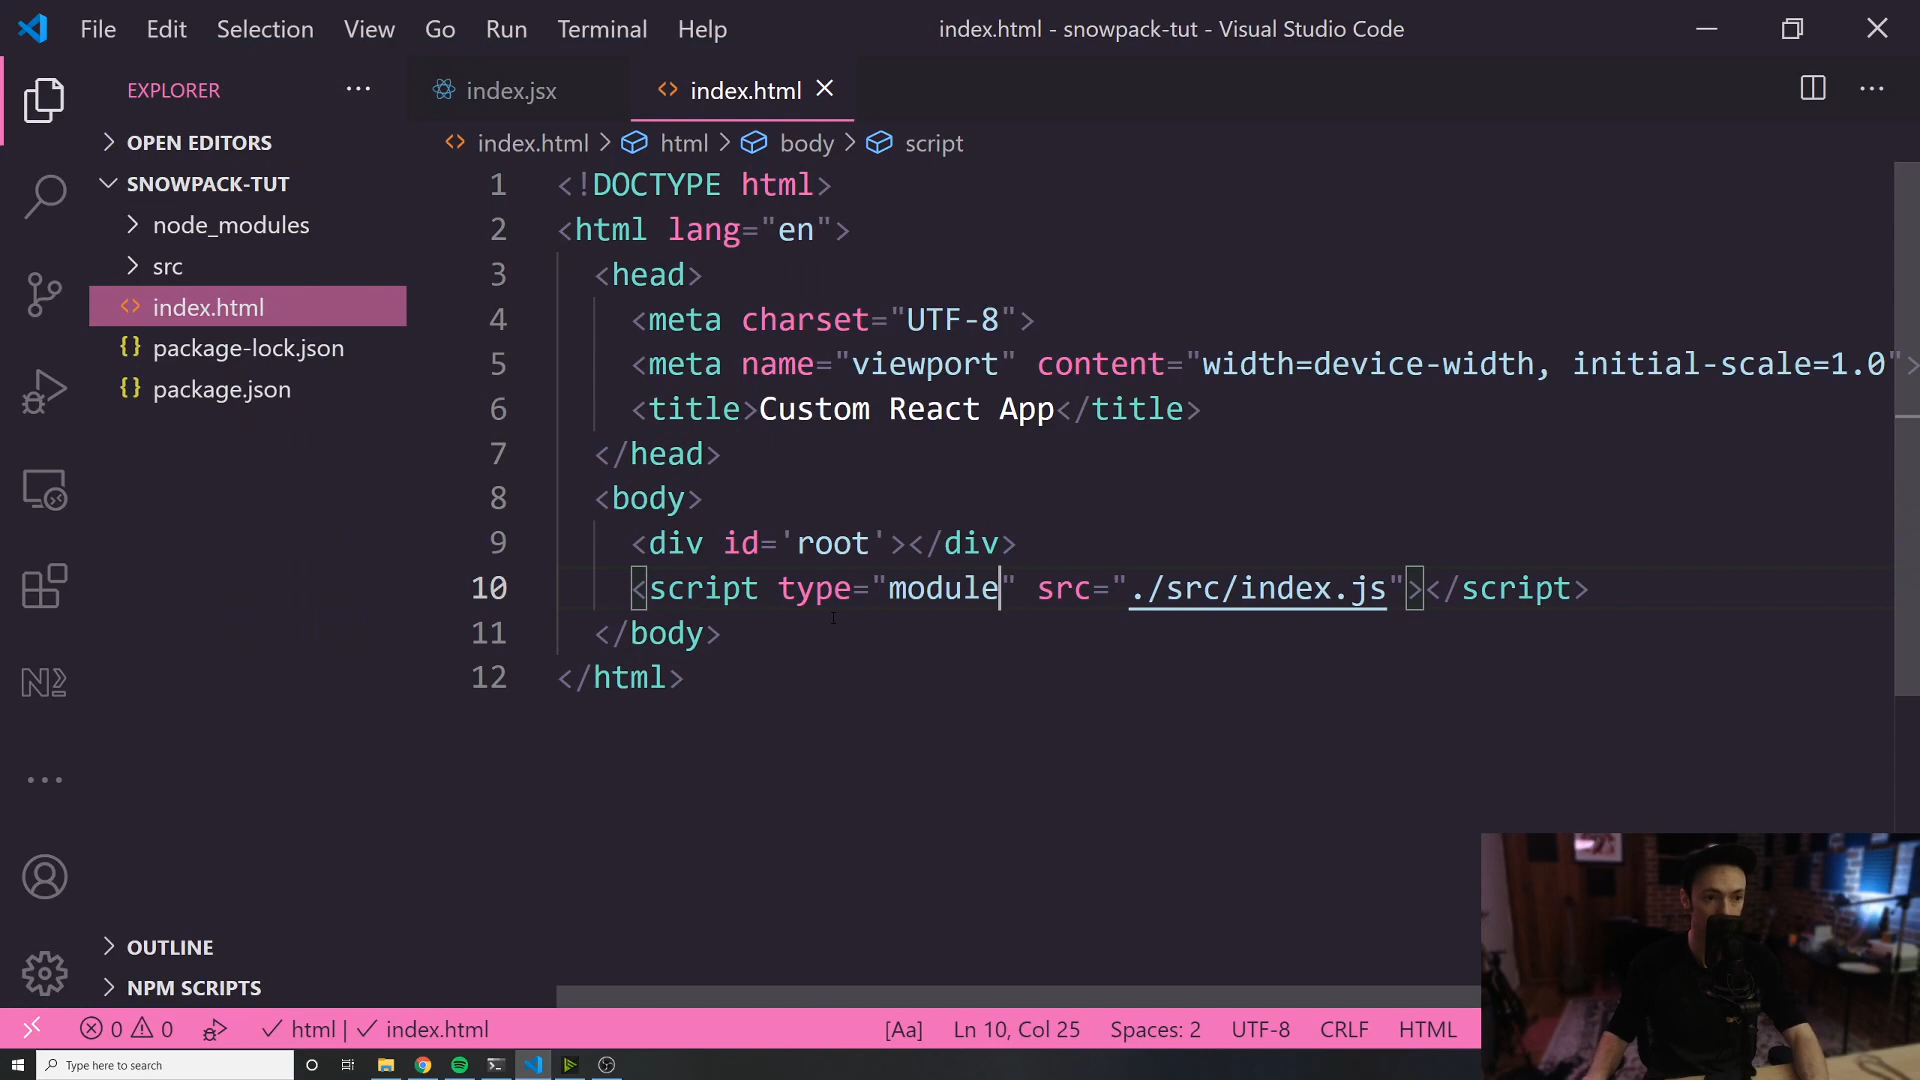 File Edit Selection View Go Run Terminal Help
index.html - snowpack-tut - Visual Studio Code
EXPLORER
OPEN EDITORS
SNOWPACK-TUT
node_modules
src
index.html
package-lock.json
package.json
OUTLINE
NPM SCRIPTS
index.jsx
index.html
index.html > html > body > script
1 <!DOCTYPE html>
2 <html lang="en">
3 <head>
4 <meta charset="UTF-8">
5 <meta name="viewport" content="width=device-width, initial-scale=1.0">
6 <title>Custom React App</title>
7 </head>
8 <body>
9 <div id='root'></div>
10 <script type="module" src="./src/index.js"></script>
11 </body>
12 </html>
0 0 html | index.html [Aa] Ln 10, Col 25 Spaces: 2 UTF-8 CRLF HTML
Type here to search